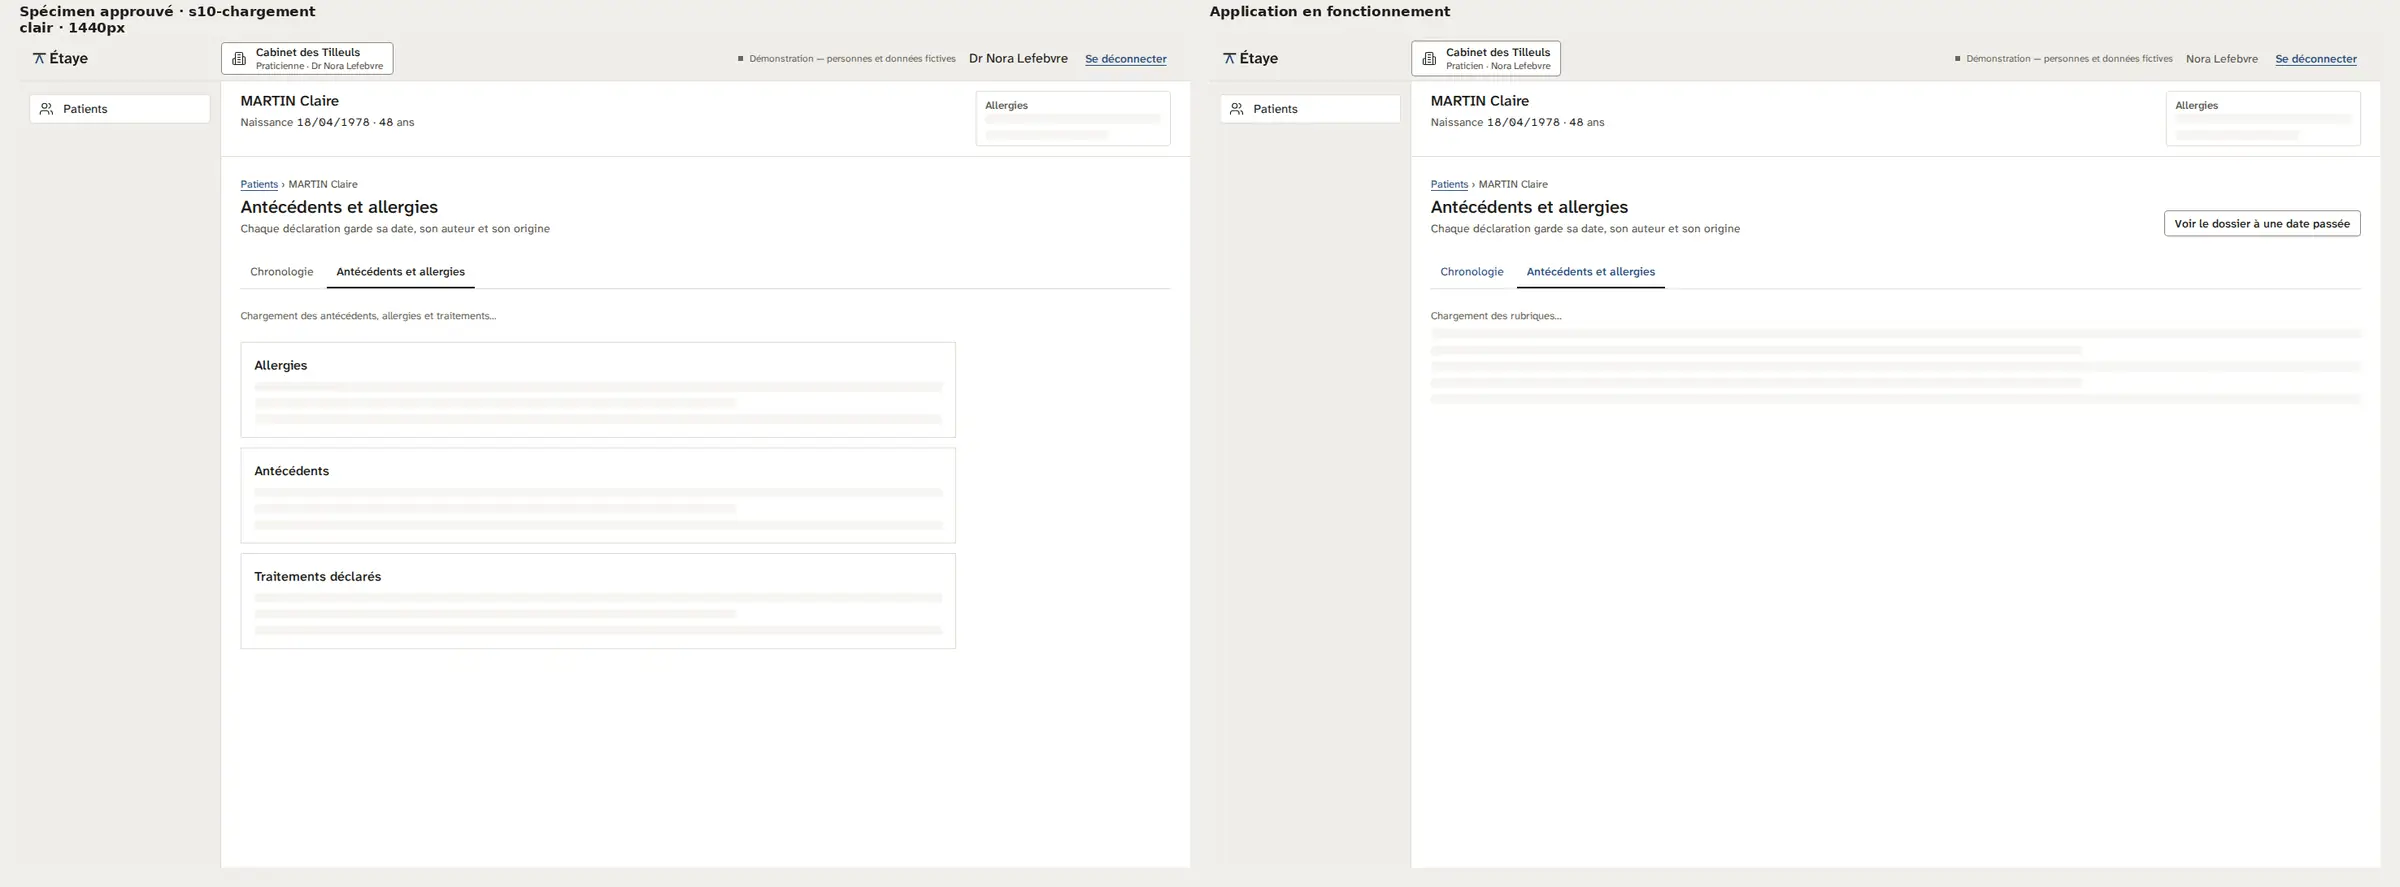 Spécimen approuvé · s10-chargement
clair · 1440px
Étaye
Cabinet des Tilleuls
Praticienne · Dr Nora Lefebvre
Démonstration — personnes et données fictives
Dr Nora Lefebvre
Se déconnecter
Patients
MARTIN Claire
Naissance 18/04/1978 · 48 ans
Allergies
Patients › MARTIN Claire
Antécédents et allergies
Chaque déclaration garde sa date, son auteur et son origine
Chronologie
Antécédents et allergies
Chargement des antécédents, allergies et traitements…
Allergies
Antécédents
Traitements déclarés
Application en fonctionnement
Étaye
Cabinet des Tilleuls
Praticien · Nora Lefebvre
Démonstration — personnes et données fictives
Nora Lefebvre
Se déconnecter
Patients
MARTIN Claire
Naissance 18/04/1978 · 48 ans
Allergies
Patients › MARTIN Claire
Antécédents et allergies
Chaque déclaration garde sa date, son auteur et son origine
Voir le dossier à une date passée
Chronologie
Antécédents et allergies
Chargement des rubriques…